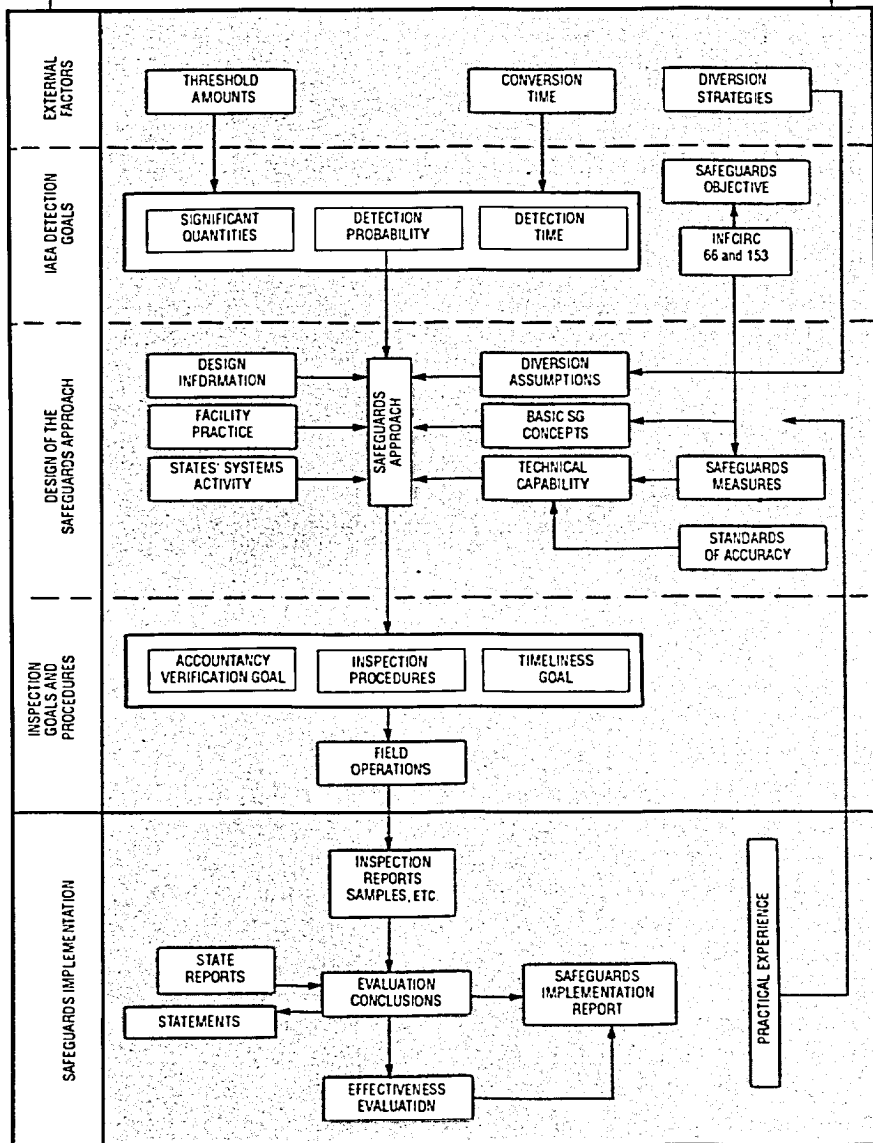 EXTERNAL
FACTORS
THRESHOLD
AMOUNTS
CONVERSION
TIME
DIVERSION
STRATEGIES
IAEA DETECTION
GOALS
SIGNIFICANT
QUANTITIES
DETECTION
PROBABILITY
DETECTION
TIME
SAFEGUARDS
OBJECTIVE
INFCIRC
66 and 153
DESIGN OF THE
SAFEGUARDS APPROACH
DESIGN
INFORMATION
FACILITY
PRACTICE
STATES' SYSTEMS
ACTIVITY
SAFEGUARDS
APPROACH
DIVERSION
ASSUMPTIONS
BASIC SG
CONCEPTS
TECHNICAL
CAPABILITY
SAFEGUARDS
MEASURES
STANDARDS
OF ACCURACY
INSPECTION
GOALS AND
PROCEDURES
ACCOUNTANCY
VERIFICATION GOAL
INSPECTION
PROCEDURES
TIMELINESS
GOAL
FIELD
OPERATIONS
SAFEGUARDS IMPLEMENTATION
INSPECTION
REPORTS
SAMPLES, ETC.
STATE
REPORTS
STATEMENTS
EVALUATION
CONCLUSIONS
SAFEGUARDS
IMPLEMENTATION
REPORT
EFFECTIVENESS
EVALUATION
PRACTICAL EXPERIENCE